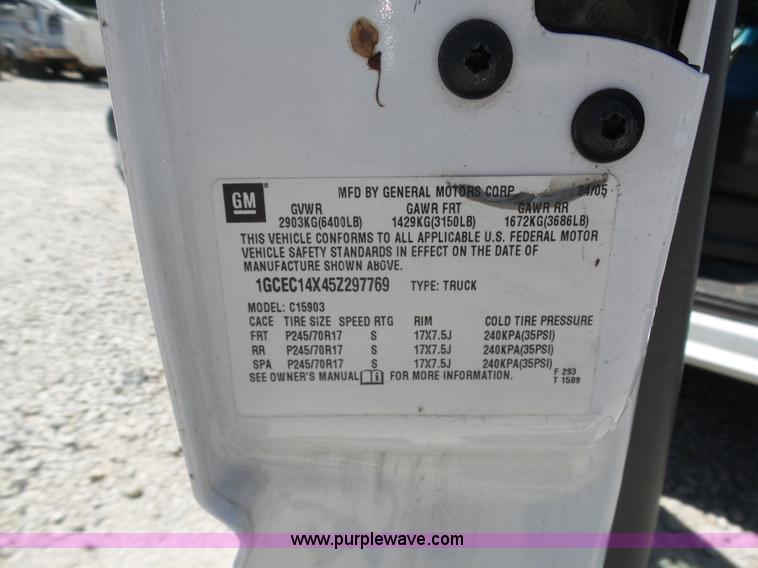 GM
MFD BY GENERAL MOTORS CORP 04/05
GVWR GAWR FRT GAWR RR
2903KG(6400LB) 1429KG(3150LB) 1672KG(3686LB)
THIS VEHICLE CONFORMS TO ALL APPLICABLE U.S. FEDERAL MOTOR
VEHICLE SAFETY STANDARDS IN EFFECT ON THE DATE OF
MANUFACTURE SHOWN ABOVE.
1GCEC14X45Z297769 TYPE: TRUCK
MODEL: C15903
CACE TIRE SIZE SPEED RTG RIM COLD TIRE PRESSURE
FRT P245/70R17 S 17X7.5J 240KPA(35PSI)
RR P245/70R17 S 17X7.5J 240KPA(35PSI)
SPA P245/70R17 S 17X7.5J 240KPA(35PSI)
SEE OWNER'S MANUAL FOR MORE INFORMATION.
F 293
T 1509
www.purplewave.com